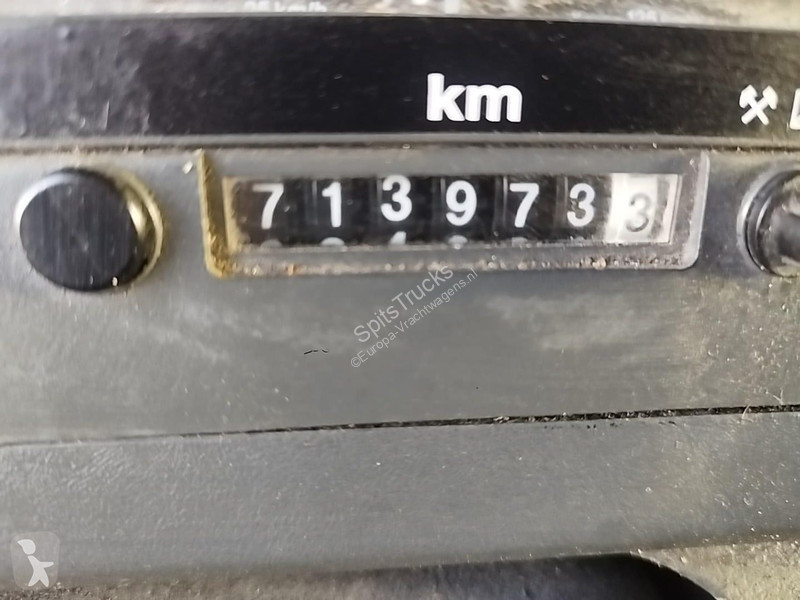 km
7139733
SpitsTrucks
©Europa-Vrachtwagens.nl